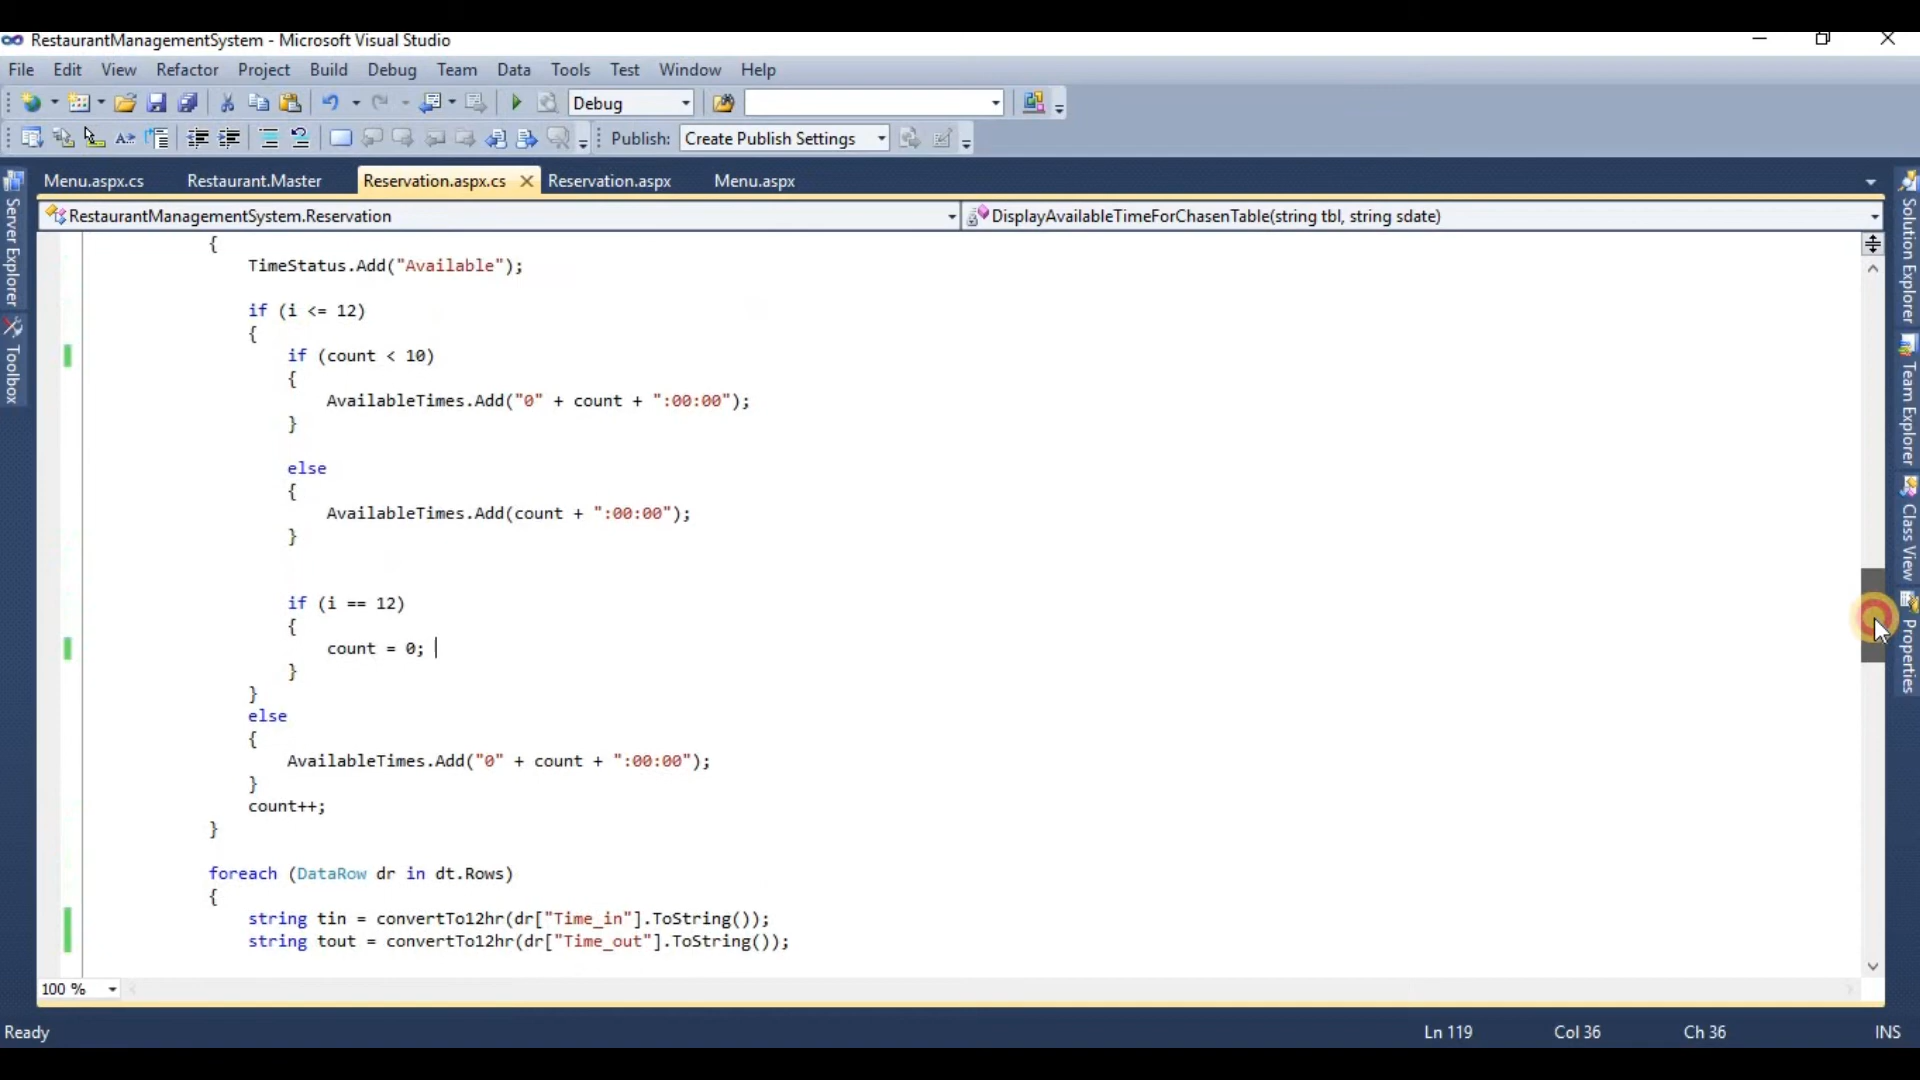 RestaurantManagementSystem - Microsoft Visual Studio
File Edit View Refactor Project Build Debug Team Data Tools Test Window Help
Debug
Publish: Create Publish Settings
Menu.aspx.cs Restaurant.Master Reservation.aspx.cs Reservation.aspx Menu.aspx
RestaurantManagementSystem.Reservation DisplayAvailableTimeForChasenTable(string tbl, string sdate)
Server Explorer
Toolbox
{
TimeStatus.Add("Available");
if (i <= 12)
{
if (count < 10)
{
AvailableTimes.Add("0" + count + ":00:00");
}
else
{
AvailableTimes.Add(count + ":00:00");
}
if (i == 12)
{
count = 0;
}
}
else
{
AvailableTimes.Add("0" + count + ":00:00");
}
count++;
}
foreach (DataRow dr in dt.Rows)
{
string tin = convertTo12hr(dr["Time_in"].ToString());
string tout = convertTo12hr(dr["Time_out"].ToString());
Solution Explorer
Team Explorer
Class View
Properties
100 %
Ready Ln 119 Col 36 Ch 36 INS